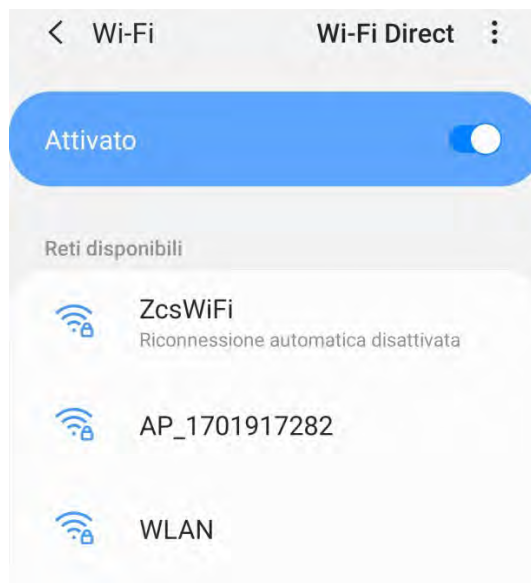 Wi-Fi Wi-Fi Direct
Attivato
Reti disponibili
ZcsWiFi
Riconnessione automatica disattivata
AP_1701917282
WLAN